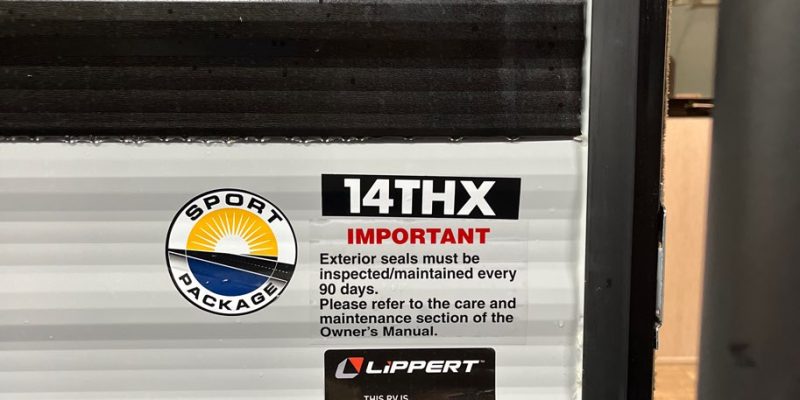 SPORT
PACKAGE
14THX
IMPORTANT
Exterior seals must be
inspected/maintained every
90 days.
Please refer to the care and
maintenance section of the
Owner's Manual.
LiPPERT
THIS RV IS